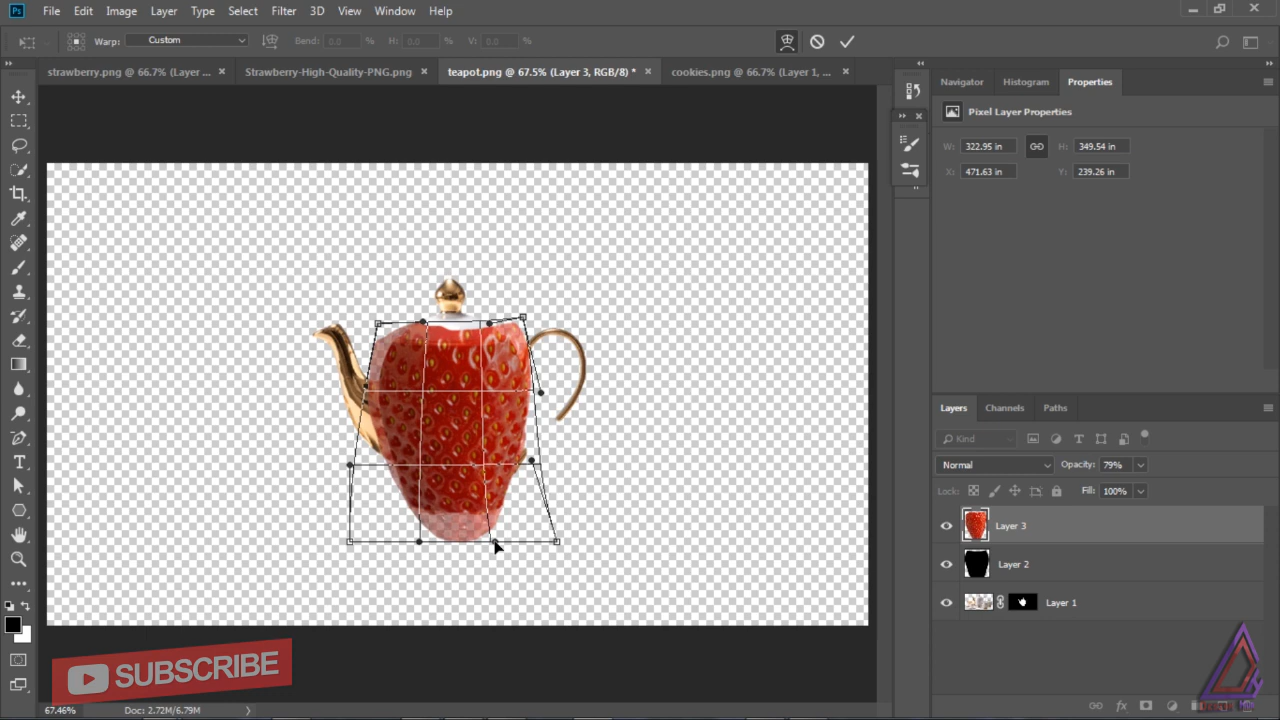 Ps File Edit Image Layer Type Select Filter 3D View Window Help
Warp: Custom Bend: 0.0 % H: 0.0 % V: 0.0 %
strawberry.png @ 66.7% (Layer ... × Strawberry-High-Quality-PNG.png × teapot.png @ 67.5% (Layer 3, RGB/8) * × cookies.png @ 66.7% (Layer 1, ... ×
Navigator Histogram Properties
Pixel Layer Properties
W: 322.95 in H: 349.54 in
X: 471.63 in Y: 239.26 in
Layers Channels Paths
Kind
Normal Opacity: 79%
Lock: Fill: 100%
Layer 3
Layer 2
Layer 1
SUBSCRIBE
67.46% Doc: 2.72M/6.79M